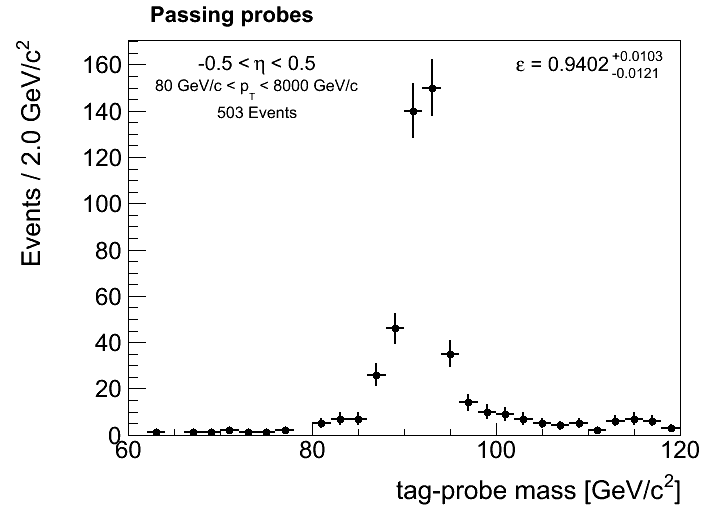 Passing probes
-0.5 < η < 0.5
80 GeV/c < p_T < 8000 GeV/c
503 Events
ε = 0.9402 +0.0103 -0.0121
Events / 2.0 GeV/c²
160
140
120
100
80
60
40
20
0
60 80 100 120
tag-probe mass [GeV/c²]